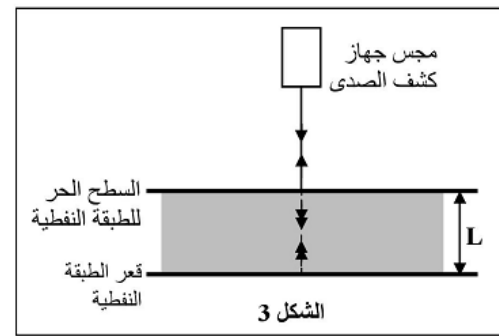 مجس جهاز
كشف الصدى
السطح الحر
للطبقة النفطية
L
قعر الطبقة
النفطية
الشكل 3